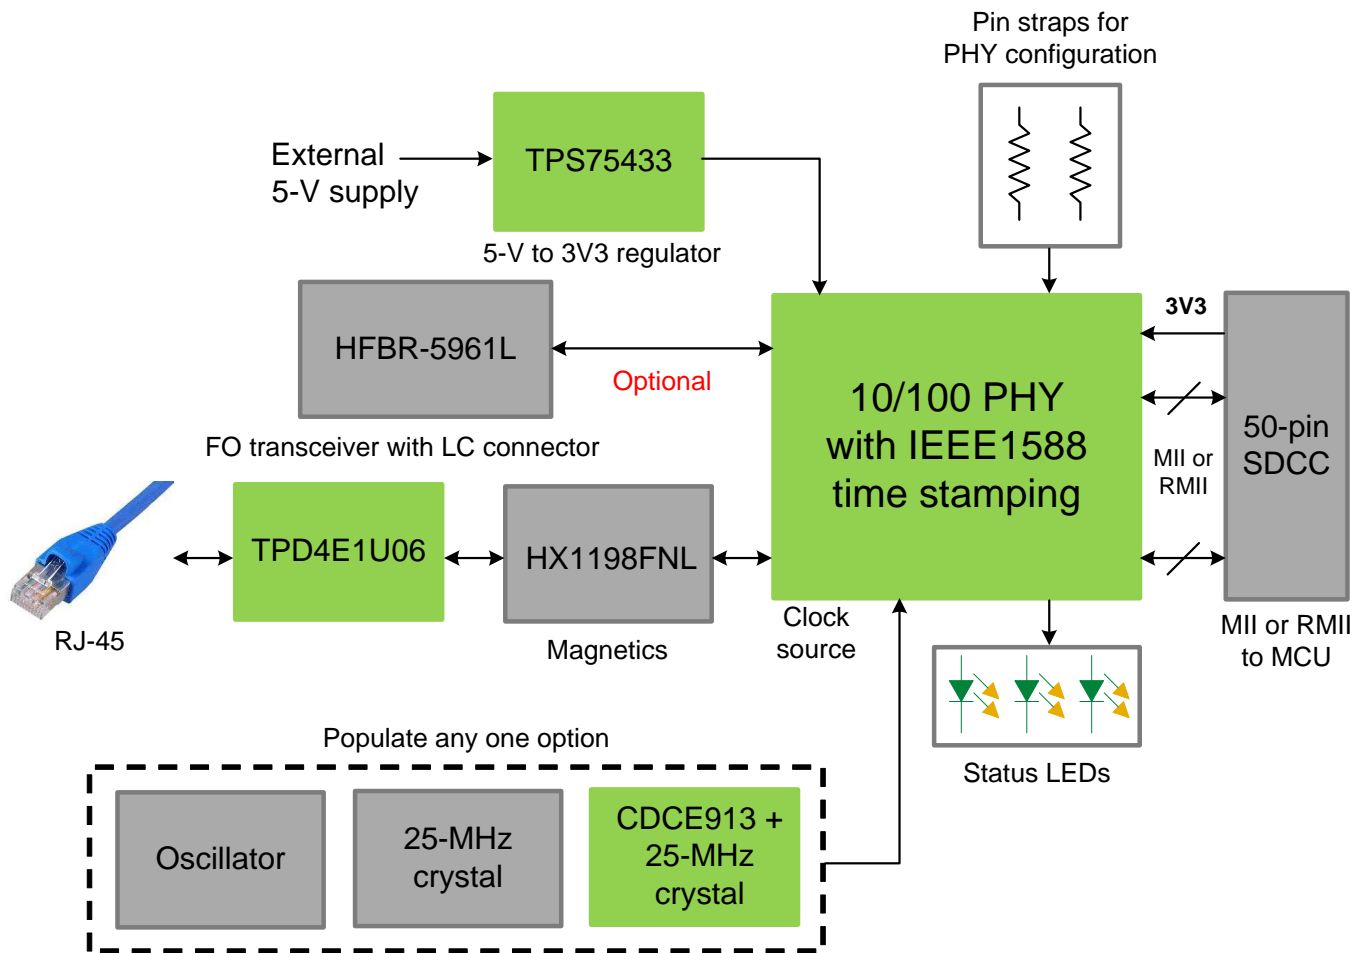 Pin straps for
PHY configuration
External
5-V supply
TPS75433
5-V to 3V3 regulator
HFBR-5961L
Optional
FO transceiver with LC connector
10/100 PHY
with IEEE1588
time stamping
3V3
MII or
RMII
50-pin
SDCC
MII or RMII
to MCU
RJ-45
TPD4E1U06
HX1198FNL
Magnetics
Clock
source
Status LEDs
Populate any one option
Oscillator
25-MHz
crystal
CDCE913 +
25-MHz
crystal